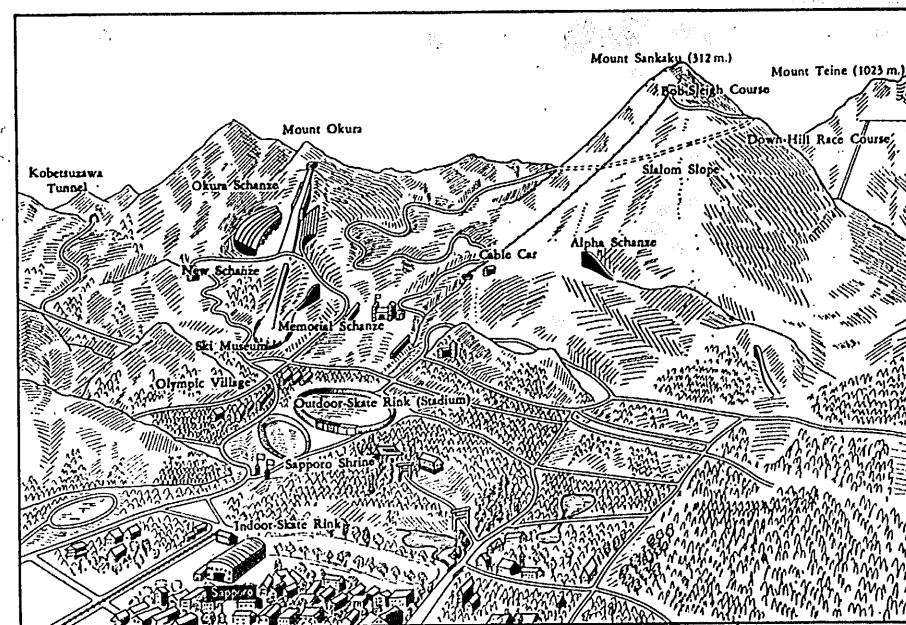 Mount Sankaku (312 m.)
Mount Teine (1023 m.)
Bob-Sleigh Course
Mount Okura
Down-Hill Race Course
Kobetsuzawa
Tunnel
Okura Schanze
Slalom Slope
Alpha Schanze
Cable Car
New Schanze
Memorial Schanze
Ski Museum
Olympic Village
Outdoor-Skate Rink (Stadium)
Sapporo Shrine
Indoor-Skate Rink
Sapporo